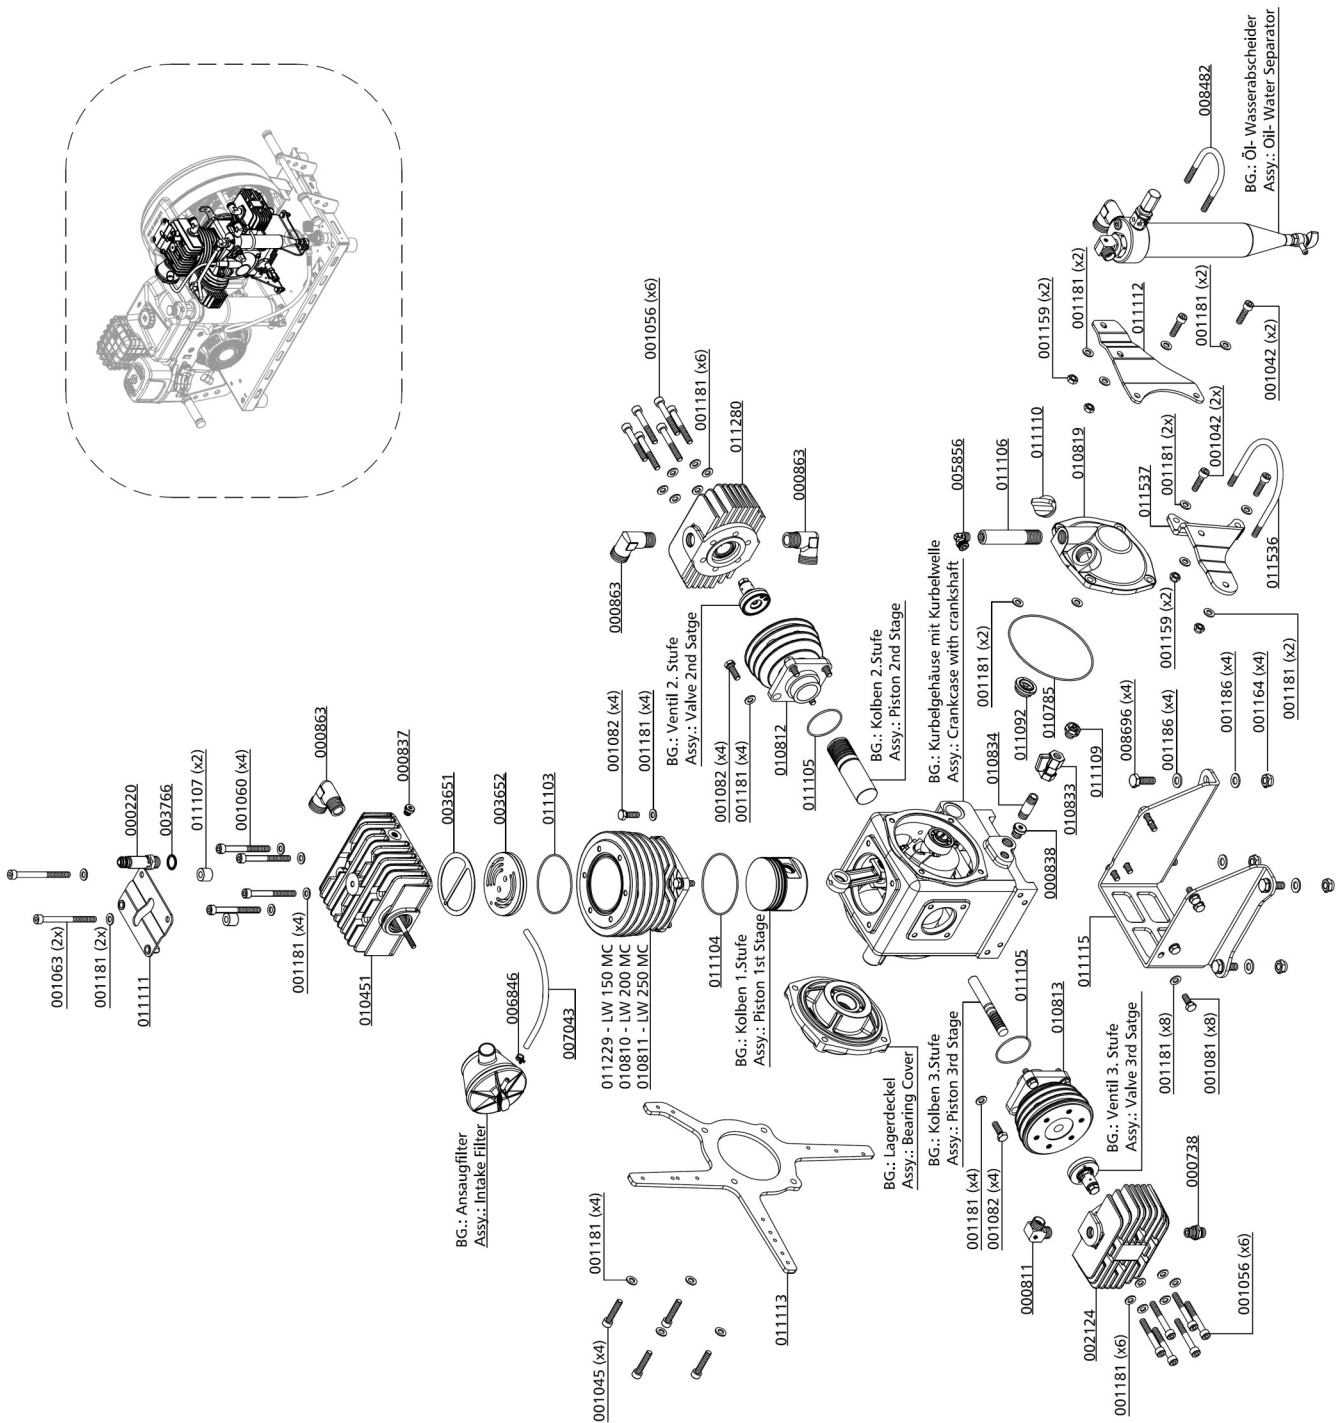 008482
BG.: Öl- Wasserabscheider
Assy.: Oil- Water Separator
001056 (x6)
001181 (x6)
011280
000863
000863
001159 (x2)
001181 (x2)
011112
001181 (x2)
001042 (x2)
011110
010819
011106
005856
001181 (2x)
001042 (2x)
011537
011536
001159 (x2)
001181 (x2)
BG.: Ventil 2. Stufe
Assy.: Valve 2nd Satge
001082 (x4)
001181 (x4)
001082 (x4)
001181 (x4)
010812
011105
BG.: Kolben 2.Stufe
Assy.: Piston 2nd Stage
BG.: Kurbelgehäuse mit Kurbelwelle
Assy.: Crankcase with crankshaft
001181 (x2)
010785
011092
010834
010833
011109
000838
008696 (x4)
001186 (x4)
001186 (x4)
001164 (x4)
000863
000837
003651
003652
011103
011107 (x2)
001060 (x4)
000220
003766
001063 (2x)
001181 (2x)
011111
001181 (x4)
010451
006846
007043
011229 - LW 150 MC
010810 - LW 200 MC
010811 - LW 250 MC
011104
BG.: Kolben 1.Stufe
Assy.: Piston 1st Stage
BG.: Ansaugfilter
Assy.: Intake Filter
BG.: Lagerdeckel
Assy.: Bearing Cover
BG.: Kolben 3.Stufe
Assy.: Piston 3rd Stage
011105
010813
011115
001181 (x8)
001081 (x8)
BG.: Ventil 3. Stufe
Assy.: Valve 3rd Satge
001181 (x4)
001082 (x4)
000738
000811
001181 (x4)
001045 (x4)
011113
002124
001181 (x6)
001056 (x6)